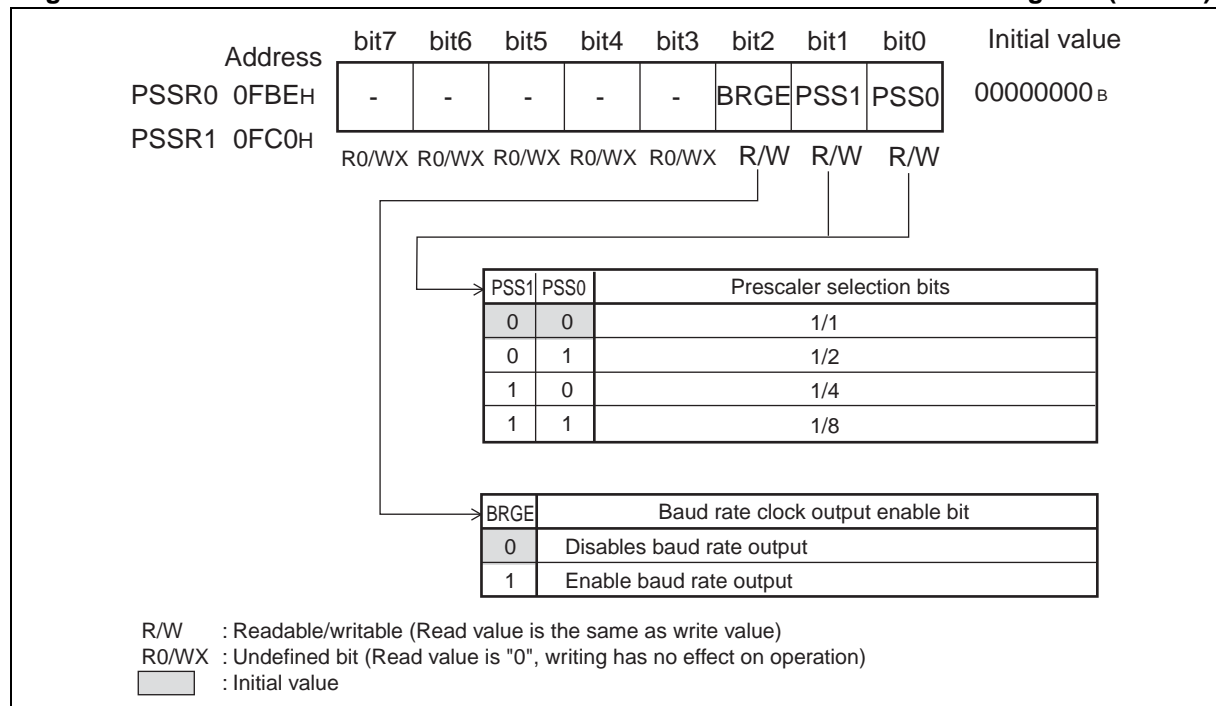 bit7 bit6 bit5 bit4 bit3 bit2 bit1 bit0 Initial value
Address
PSSR0 0FBEH - - - - - BRGE PSS1 PSS0 00000000 B
PSSR1 0FC0H
R0/WX R0/WX R0/WX R0/WX R0/WX R/W R/W R/W
PSS1 PSS0 Prescaler selection bits
0 0 1/1
0 1 1/2
1 0 1/4
1 1 1/8
BRGE Baud rate clock output enable bit
0 Disables baud rate output
1 Enable baud rate output
R/W : Readable/writable (Read value is the same as write value)
R0/WX : Undefined bit (Read value is "0", writing has no effect on operation)
: Initial value